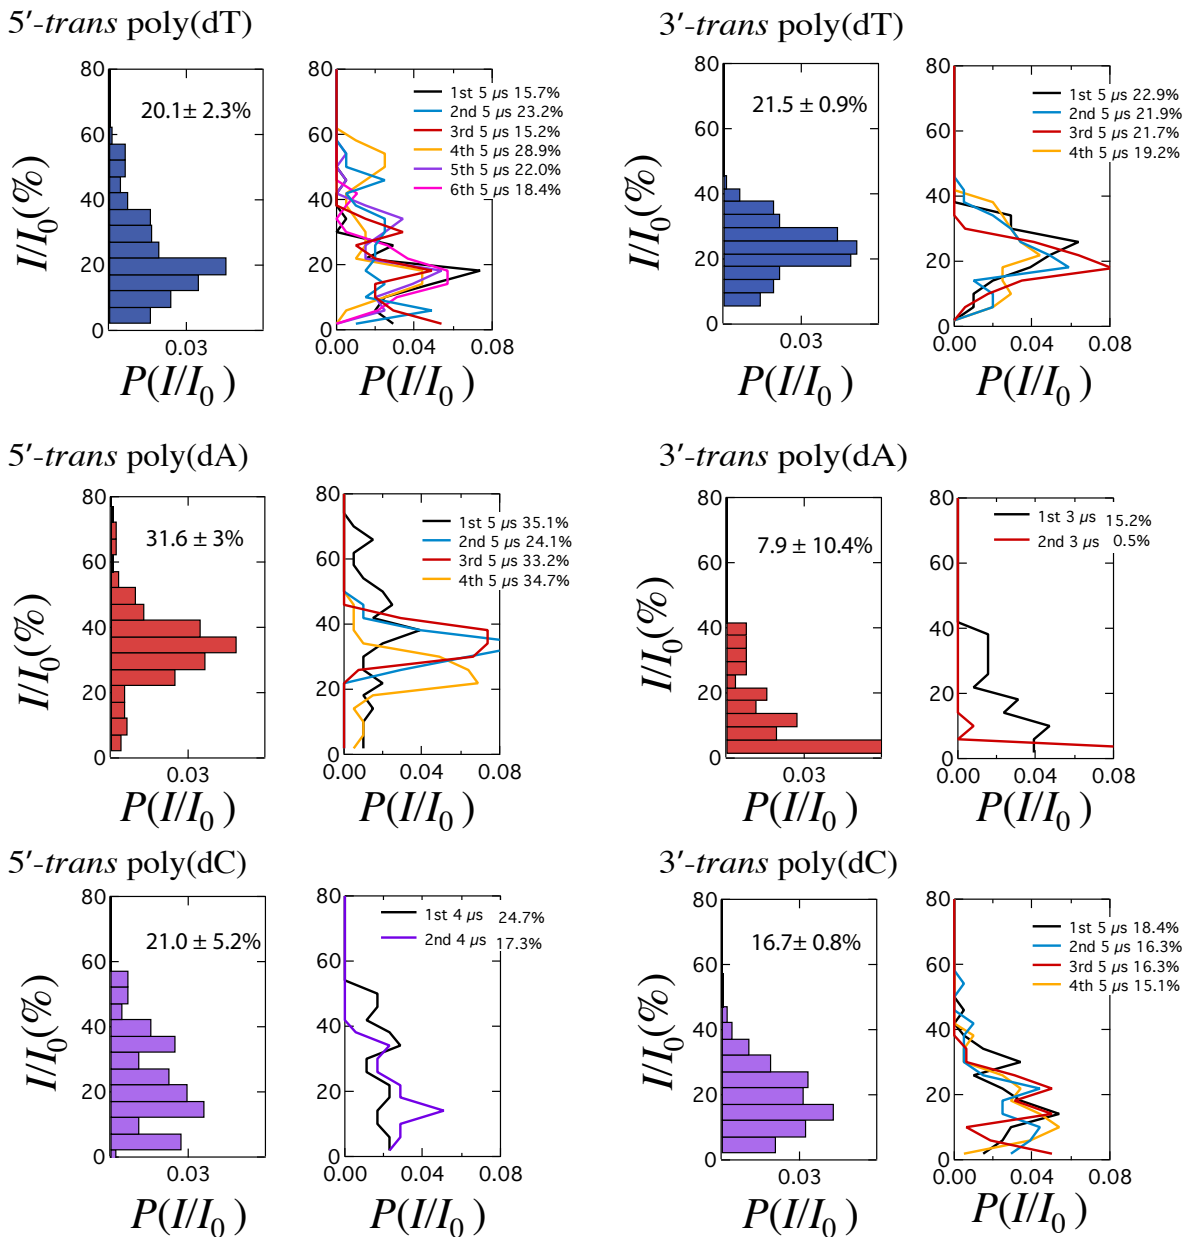 5′-trans poly(dT)
80
60
40
20
0
I/I0(%)
20.1± 2.3%
0.03
P(I/I0 )
80
60
40
20
0
1st 5 µs 15.7%
2nd 5 µs 23.2%
3rd 5 µs 15.2%
4th 5 µs 28.9%
5th 5 µs 22.0%
6th 5 µs 18.4%
0.00 0.04 0.08
P(I/I0 )
3′-trans poly(dT)
80
60
40
20
0
I/I0(%)
21.5 ± 0.9%
0.03
P(I/I0 )
80
60
40
20
0
1st 5 µs 22.9%
2nd 5 µs 21.9%
3rd 5 µs 21.7%
4th 5 µs 19.2%
0.00 0.04 0.08
P(I/I0 )
5′-trans poly(dA)
80
60
40
20
0
I/I0(%)
31.6 ± 3%
0.03
P(I/I0 )
80
60
40
20
0
1st 5 µs 35.1%
2nd 5 µs 24.1%
3rd 5 µs 33.2%
4th 5 µs 34.7%
0.00 0.04 0.08
P(I/I0 )
3′-trans poly(dA)
80
60
40
20
0
I/I0(%)
7.9 ± 10.4%
0.03
P(I/I0 )
80
60
40
20
0
1st 3 µs 15.2%
2nd 3 µs 0.5%
0.00 0.04 0.08
P(I/I0 )
5′-trans poly(dC)
80
60
40
20
0
I/I0(%)
21.0 ± 5.2%
0.03
P(I/I0 )
80
60
40
20
0
1st 4 µs 24.7%
2nd 4 µs 17.3%
0.00 0.04 0.08
P(I/I0 )
3′-trans poly(dC)
80
60
40
20
0
I/I0(%)
16.7± 0.8%
0.03
P(I/I0 )
80
60
40
20
0
1st 5 µs 18.4%
2nd 5 µs 16.3%
3rd 5 µs 16.3%
4th 5 µs 15.1%
0.00 0.04 0.08
P(I/I0 )